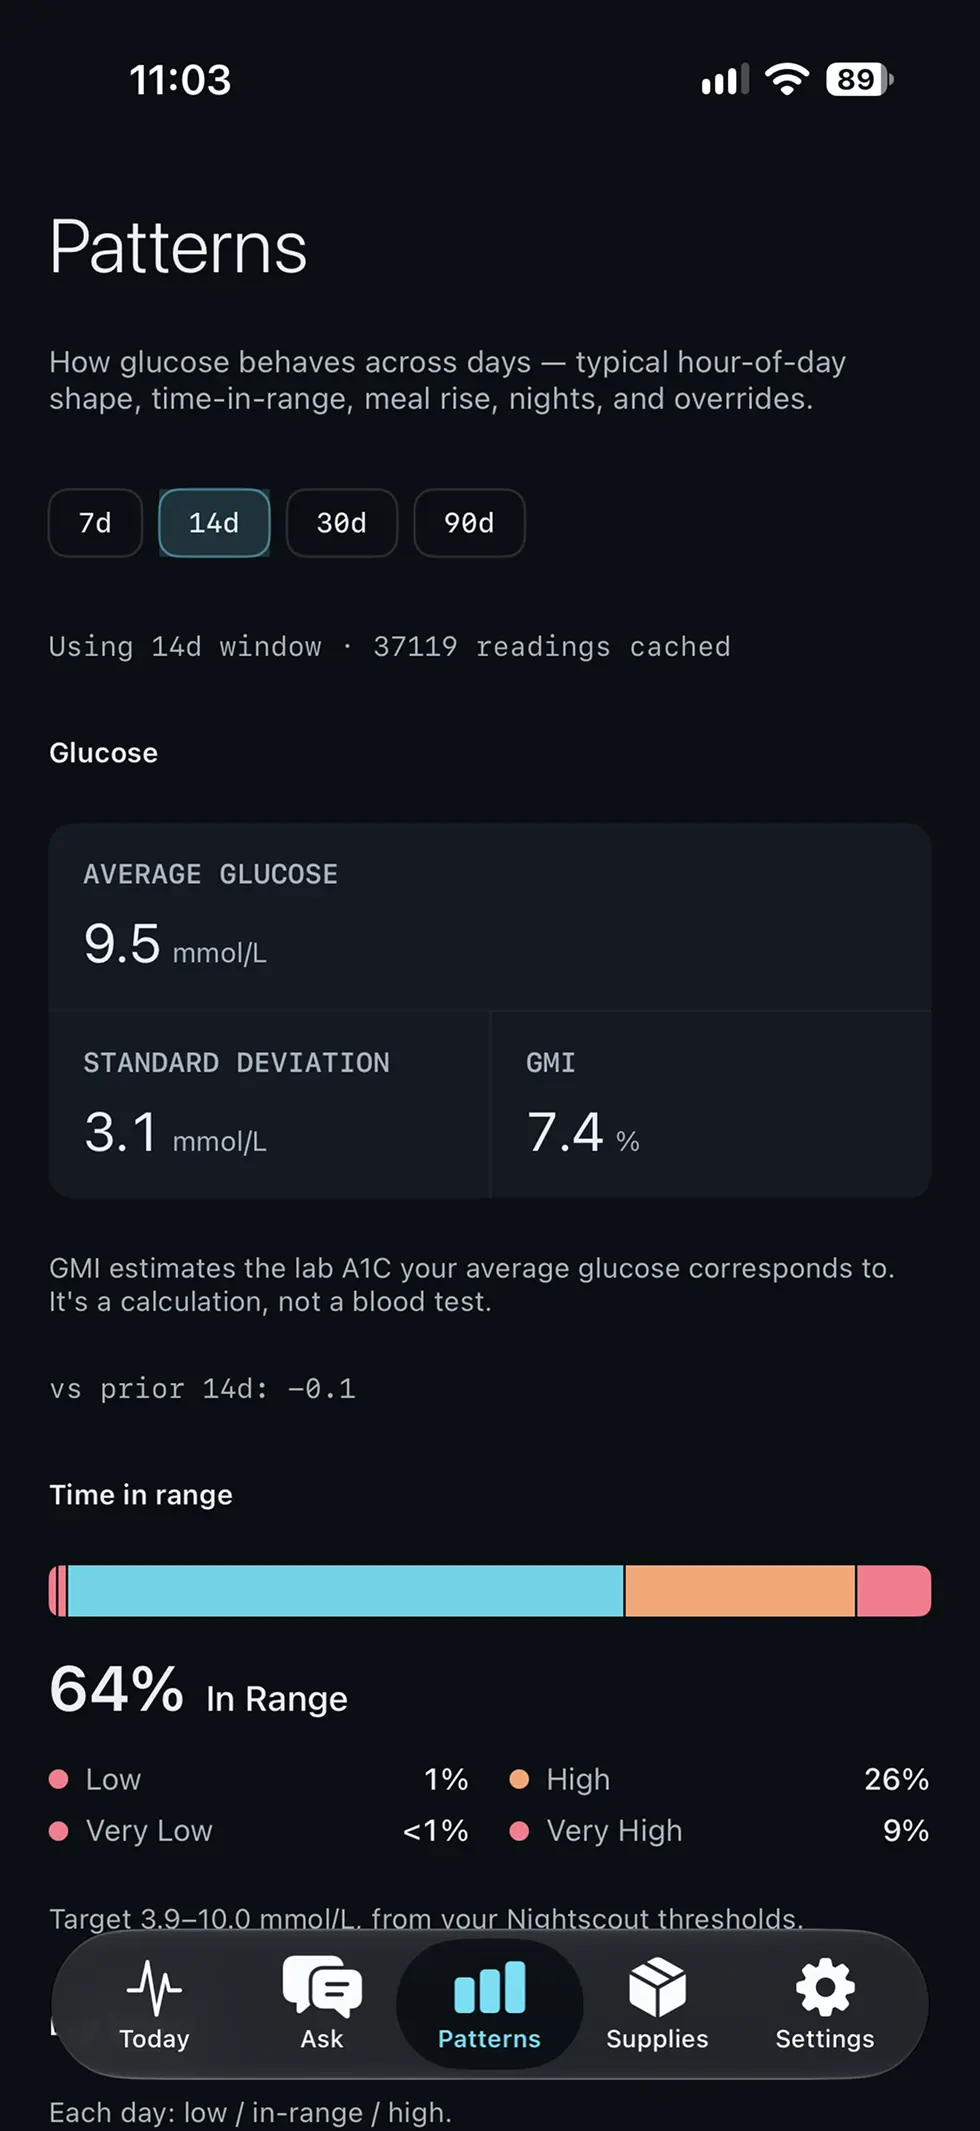 11:03
89
Patterns
How glucose behaves across days — typical hour-of-day
shape, time-in-range, meal rise, nights, and overrides.
7d 14d 30d 90d
Using 14d window · 37119 readings cached
Glucose
AVERAGE GLUCOSE
9.5 mmol/L
STANDARD DEVIATION
3.1 mmol/L
GMI
7.4 %
GMI estimates the lab A1C your average glucose corresponds to.
It's a calculation, not a blood test.
vs prior 14d: −0.1
Time in range
64% In Range
Low 1%
High 26%
Very Low <1%
Very High 9%
Target 3.9–10.0 mmol/L, from your Nightscout thresholds.
Today Ask Patterns Supplies Settings
Each day: low / in-range / high.